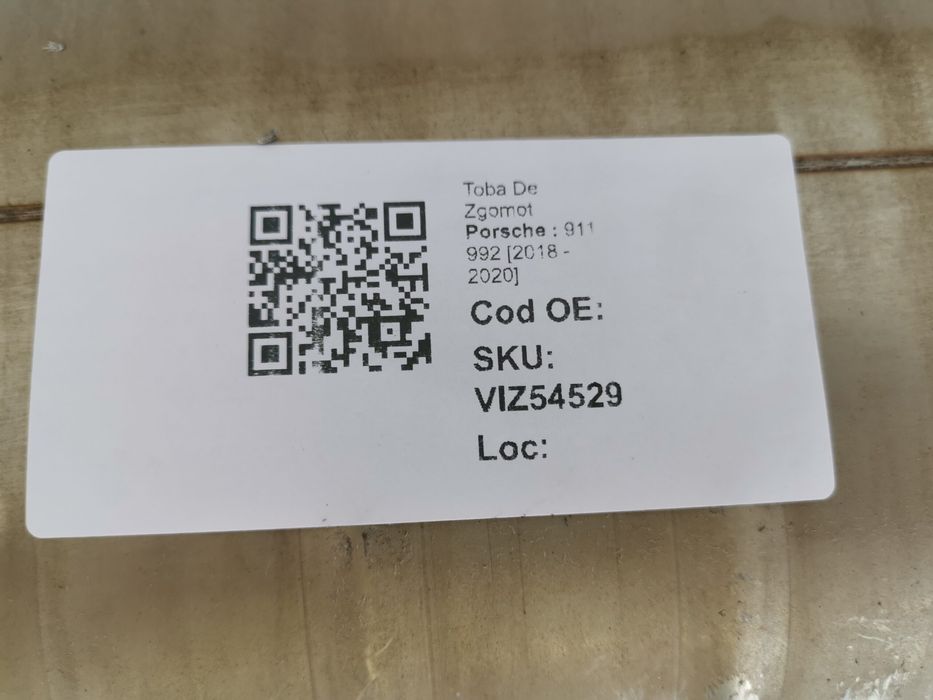 Toba De
Zgomot
Porsche : 911
992 [2018 -
2020]
Cod OE:
SKU:
VIZ54529
Loc: